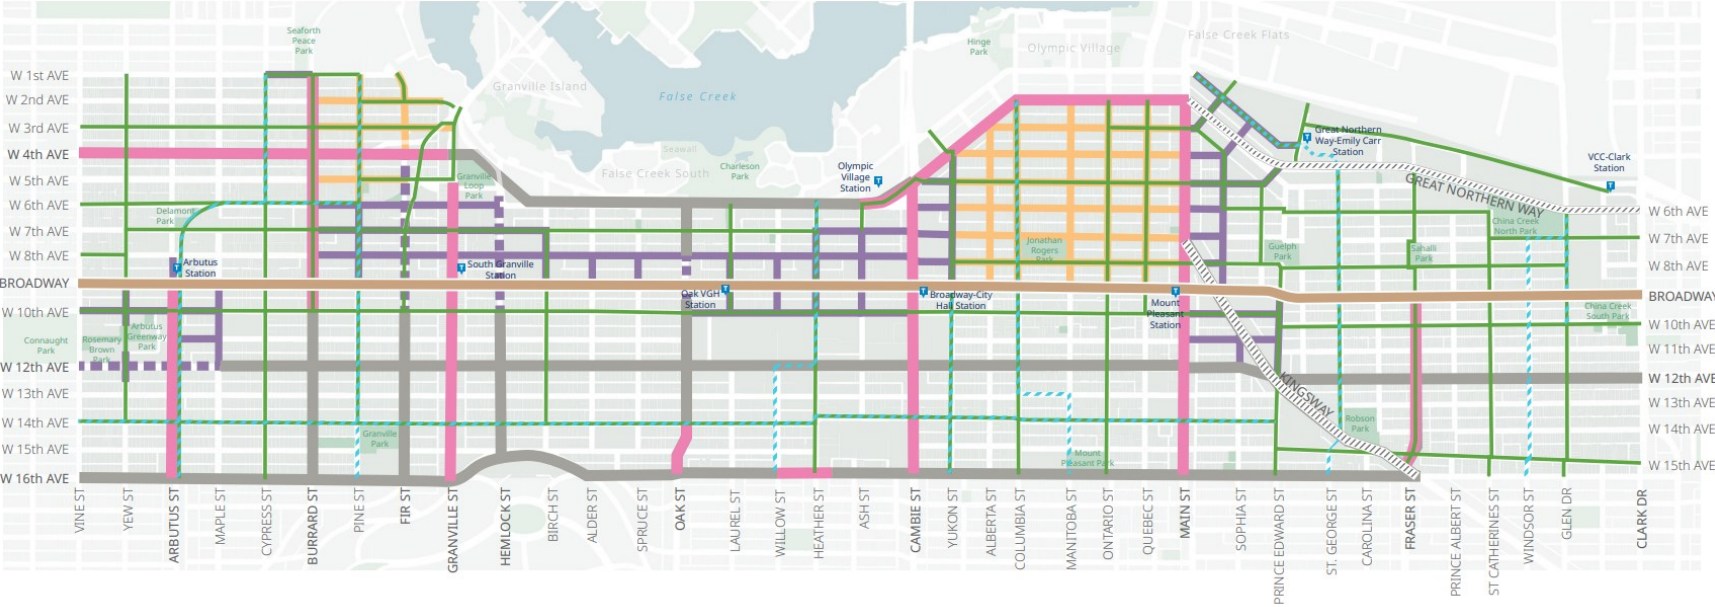 Seaforth
Peace
Park
Hinge
Park
Olympic Village
False Creek Flats
W 1st AVE
Granville Island
False Creek
W 2nd AVE
W 3rd AVE
Great Northern
Way-Emily Carr
Station
W 4th AVE
Seawall
False Creek South
Charleson
Park
Olympic
Village
Station
VCC-Clark
Station
W 5th AVE
Granville
Loop
Park
GREAT NORTHERN WAY
W 6th AVE
Delamont
Park
W 6th AVE
China Creek
North Park
W 7th AVE
W 7th AVE
Jonathan
Rogers
Park
Guelph
Park
Sahalli
Park
W 8th AVE
Arbutus
Station
South Granville
Station
W 8th AVE
BROADWAY
Oak VGH
Station
Broadway-City
Hall Station
Mount
Pleasant
Station
BROADWAY
China Creek
South Park
W 10th AVE
W 10th AVE
Connaught
Park
Rosemary
Brown
Park
Arbutus
Greenway
Park
W 11th AVE
W 12th AVE
KINGSWAY
W 12th AVE
W 13th AVE
W 13th AVE
W 14th AVE
Granville
Park
Robson
Park
W 14th AVE
W 15th AVE
Mount
Pleasant Park
W 15th AVE
W 16th AVE
VINE ST
YEW ST
ARBUTUS ST
MAPLE ST
CYPRESS ST
BURRARD ST
PINE ST
FIR ST
GRANVILLE ST
HEMLOCK ST
BIRCH ST
ALDER ST
SPRUCE ST
OAK ST
LAUREL ST
WILLOW ST
HEATHER ST
ASH ST
CAMBIE ST
YUKON ST
ALBERTA ST
COLUMBIA ST
MANITOBA ST
ONTARIO ST
QUEBEC ST
MAIN ST
SOPHIA ST
PRINCE EDWARD ST
ST. GEORGE ST
CAROLINA ST
FRASER ST
PRINCE ALBERT ST
ST CATHERINES ST
WINDSOR ST
GLEN DR
CLARK DR